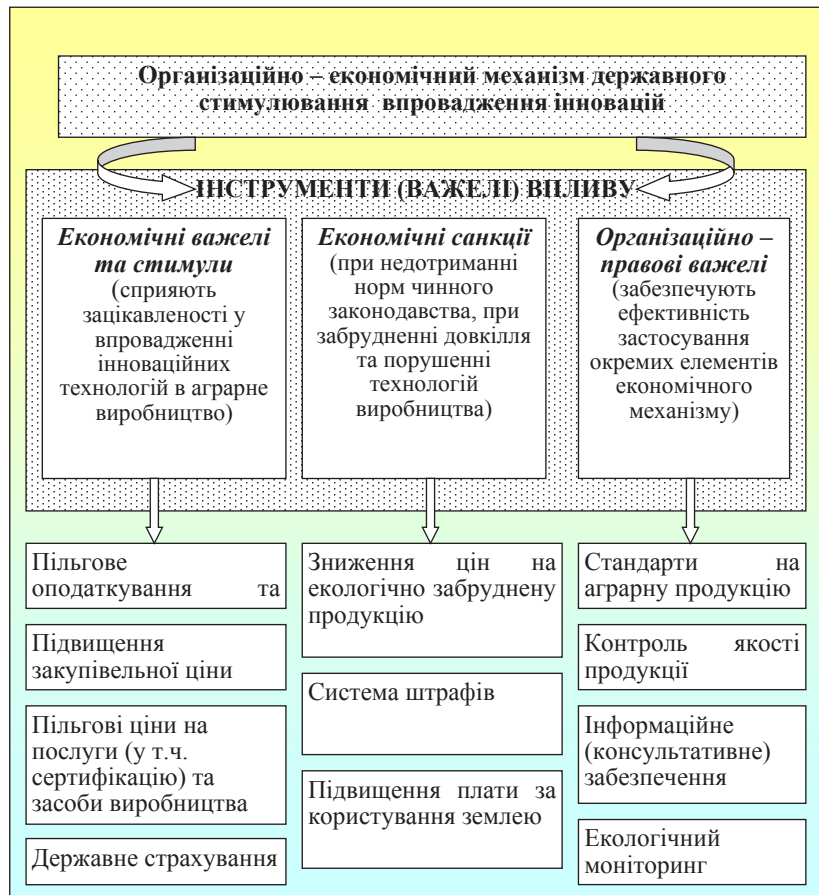 Організаційно – економічний механізм державного
стимулювання впровадження інновацій
ІНСТРУМЕНТИ (ВАЖЕЛІ) ВПЛИВУ
Економічні важелі
та стимули
(сприяють
зацікавленості у
впровадженні
інноваційних
технологій в аграрне
виробництво)
Економічні санкції
(при недотриманні
норм чинного
законодавства, при
забрудненні довкілля
та порушенні
технологій
виробництва)
Організаційно –
правові важелі
(забезпечують
ефективність
застосування
окремих елементів
економічного
механізму)
Пільгове
оподаткування та
Підвищення
закупівельної ціни
Пільгові ціни на
послуги (у т.ч.
сертифікацію) та
засоби виробництва
Державне страхування
Зниження цін на
екологічно забруднену
продукцію
Система штрафів
Підвищення плати за
користування землею
Стандарти на
аграрну продукцію
Контроль якості
продукції
Інформаційне
(консультативне)
забезпечення
Екологічний
моніторинг